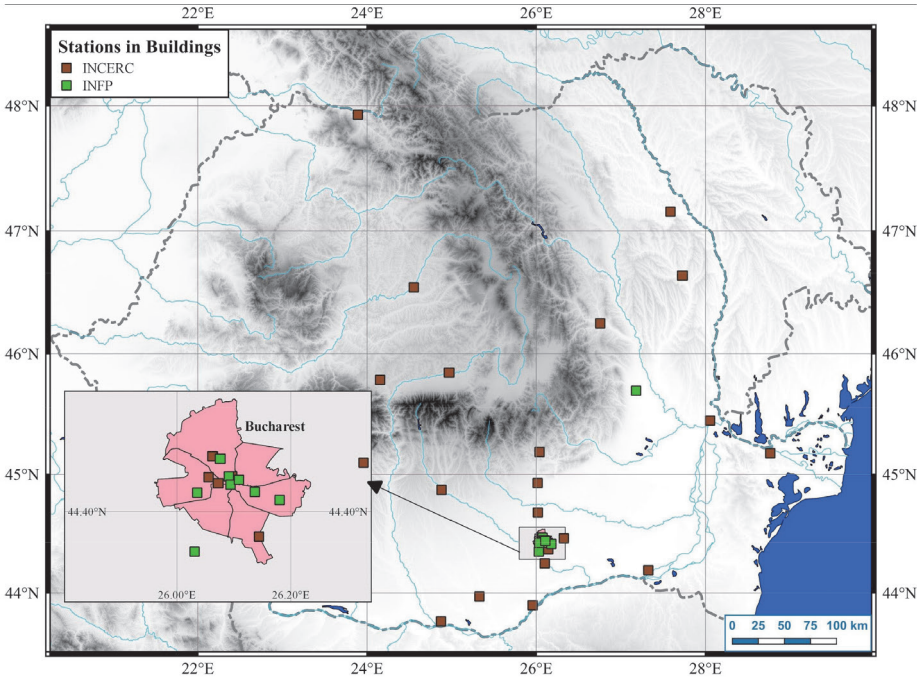 22°E 24°E 26°E 28°E
Stations in Buildings
INCERC
INFP
48°N 48°N
47°N 47°N
46°N 46°N
Bucharest
45°N 45°N
44.40°N 44.40°N
26.00°E 26.20°E
44°N 44°N
0 25 50 75 100 km
22°E 24°E 26°E 28°E